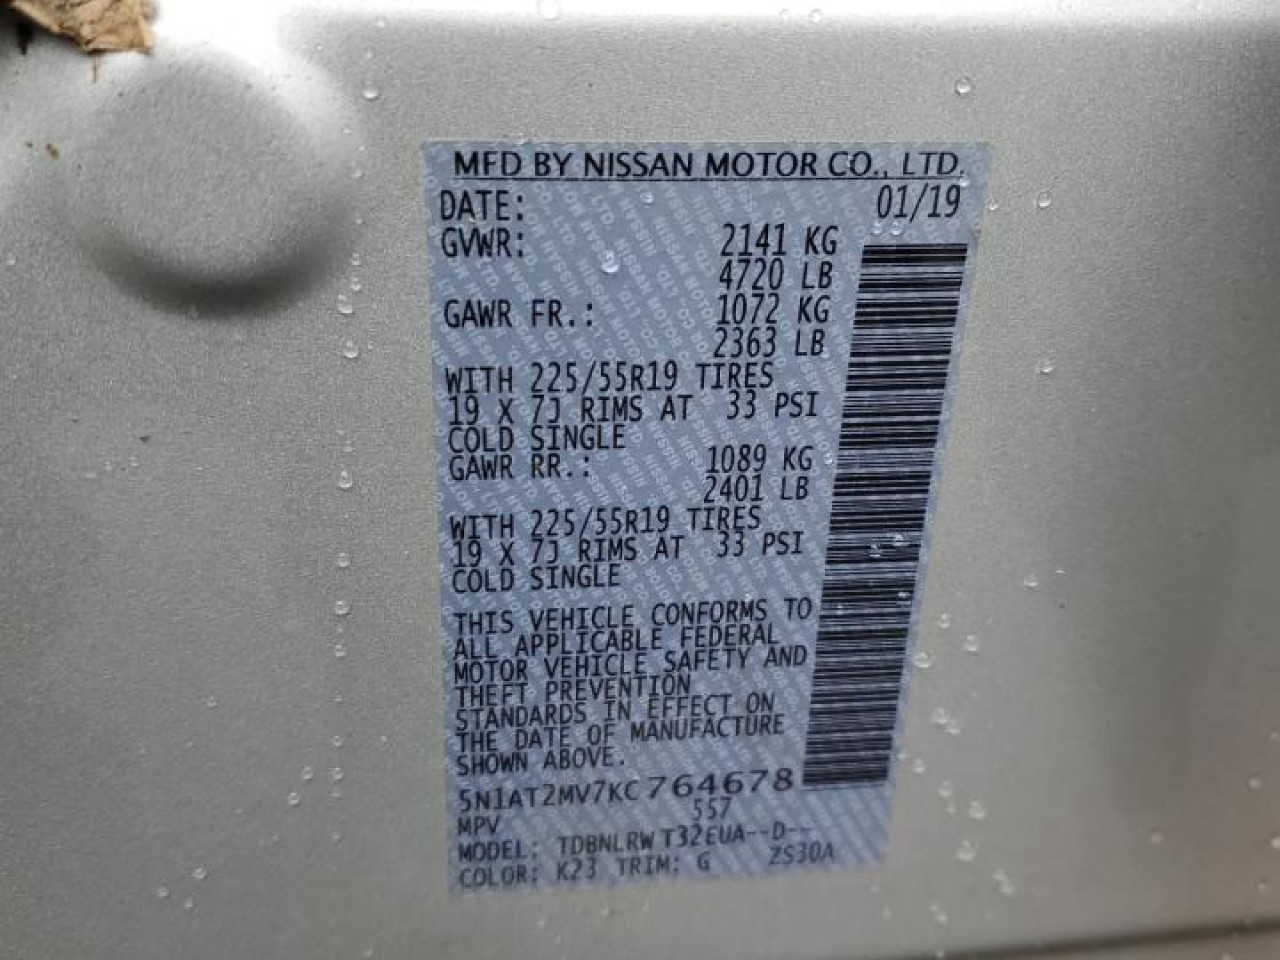 MFD BY NISSAN MOTOR CO., LTD.
DATE: 01/19
GVWR: 2141 KG
4720 LB
GAWR FR.: 1072 KG
2363 LB
WITH 225/55R19 TIRES
19 X 7J RIMS AT 33 PSI
COLD SINGLE
GAWR RR.: 1089 KG
2401 LB
WITH 225/55R19 TIRES
19 X 7J RIMS AT 33 PSI
COLD SINGLE
THIS VEHICLE CONFORMS TO
ALL APPLICABLE FEDERAL
MOTOR VEHICLE SAFETY AND
THEFT PREVENTION
STANDARDS IN EFFECT ON
THE DATE OF MANUFACTURE
SHOWN ABOVE.
5N1AT2MV7KC764678
MPV 557
MODEL: TDBNLRW T32EUA--D--
COLOR: K23 TRIM: G ZS30A